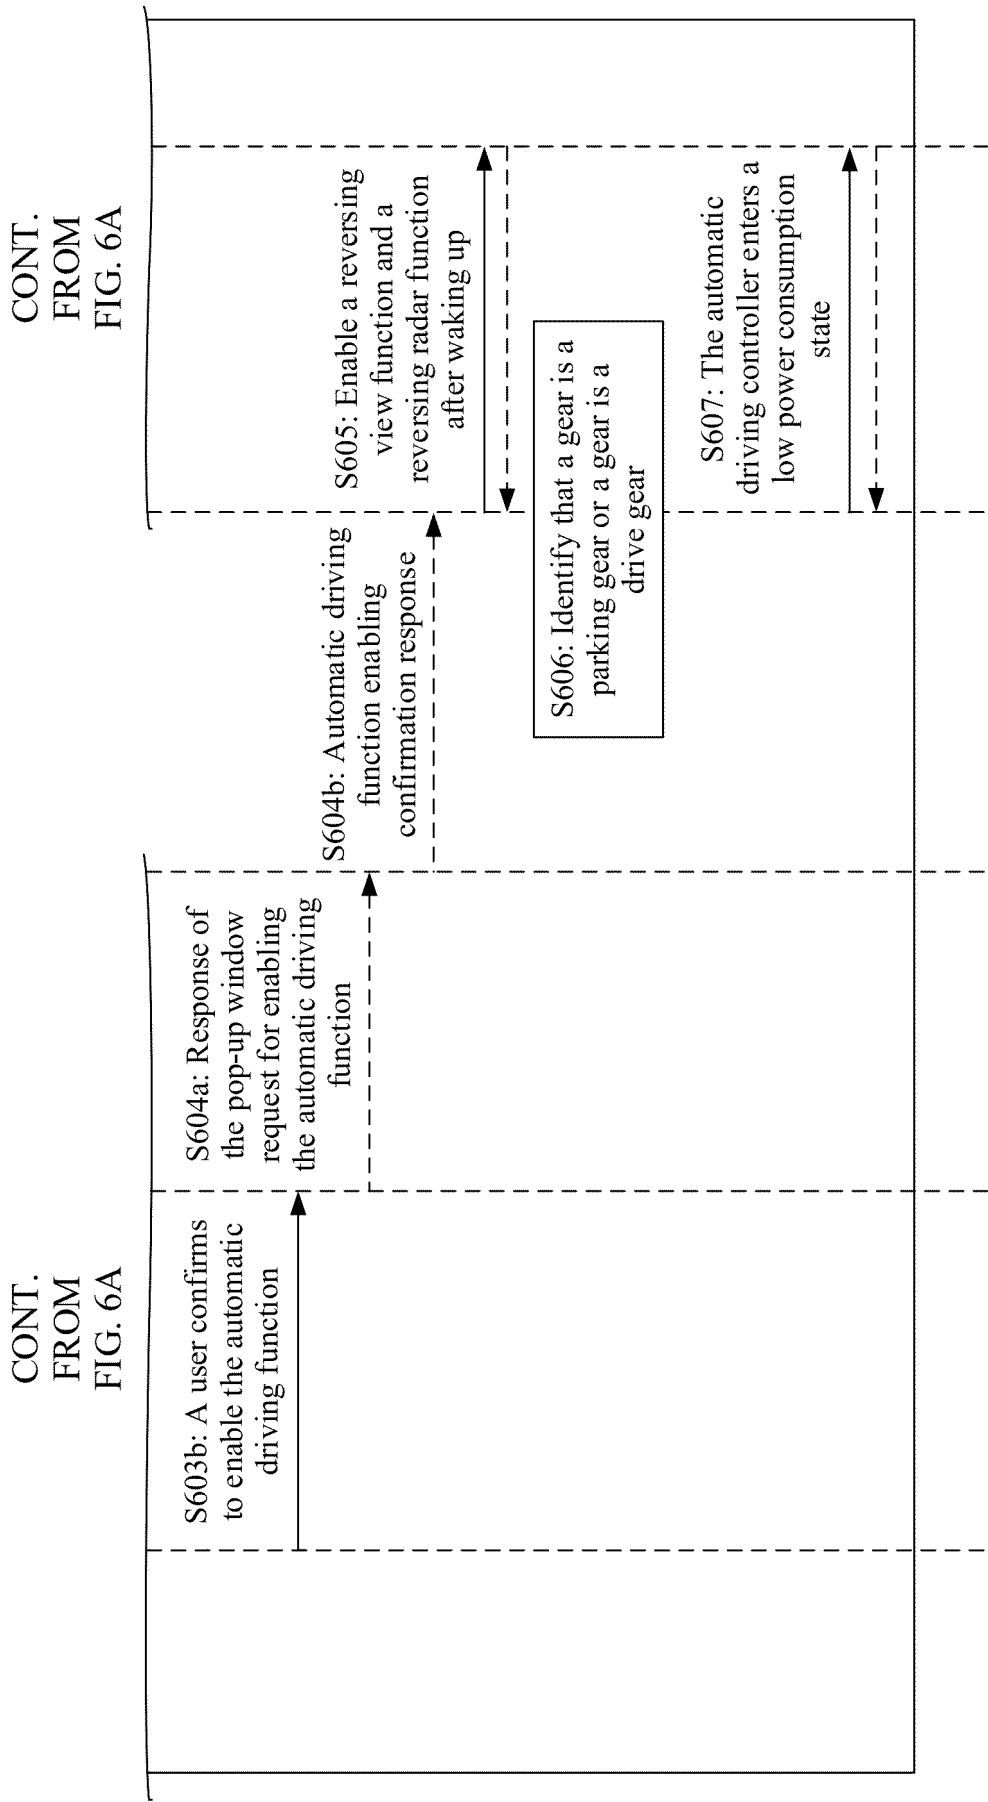 CONT.
FROM
FIG. 6A
CONT.
FROM
FIG. 6A
S603b: A user confirms
to enable the automatic
driving function
S604a: Response of
the pop-up window
request for enabling
the automatic driving
function
S604b: Automatic driving
function enabling
confirmation response
S605: Enable a reversing
view function and a
reversing radar function
after waking up
S606: Identify that a gear is a
parking gear or a gear is a
drive gear
S607: The automatic
driving controller enters a
low power consumption
state